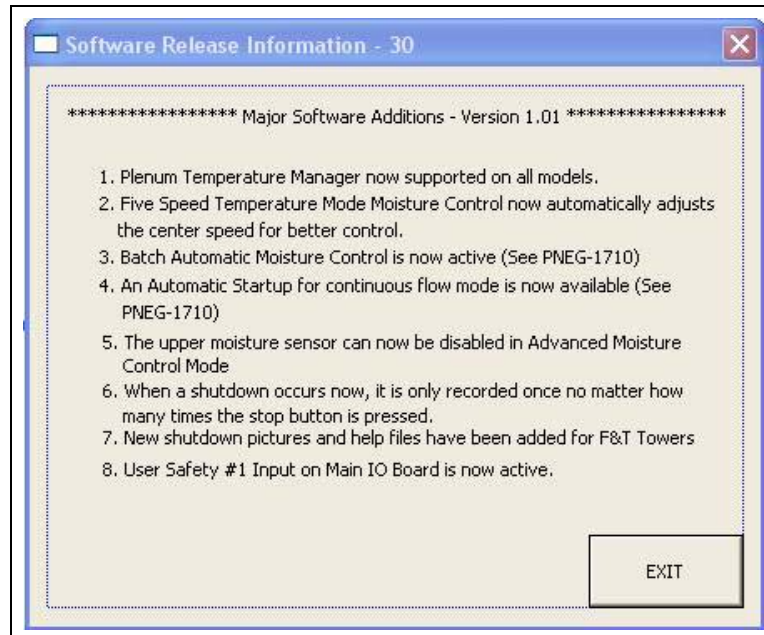 Software Release Information - 30
***************** Major Software Additions - Version 1.01 ****************
1. Plenum Temperature Manager now supported on all models.
2. Five Speed Temperature Mode Moisture Control now automatically adjusts
the center speed for better control.
3. Batch Automatic Moisture Control is now active (See PNEG-1710)
4. An Automatic Startup for continuous flow mode is now available (See
PNEG-1710)
5. The upper moisture sensor can now be disabled in Advanced Moisture
Control Mode
6. When a shutdown occurs now, it is only recorded once no matter how
many times the stop button is pressed.
7. New shutdown pictures and help files have been added for F&T Towers
8. User Safety #1 Input on Main IO Board is now active.
EXIT